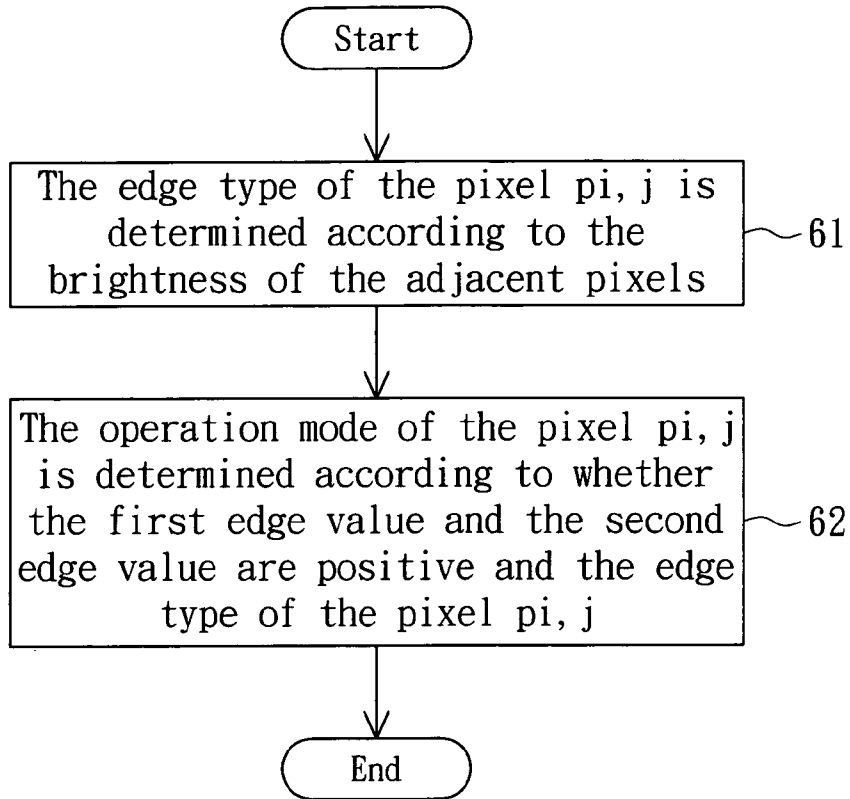 Start
The edge type of the pixel pi,j is
determined according to the
brightness of the adjacent pixels
61
The operation mode of the pixel pi,j
is determined according to whether
the first edge value and the second
edge value are positive and the edge
type of the pixel pi,j
62
End